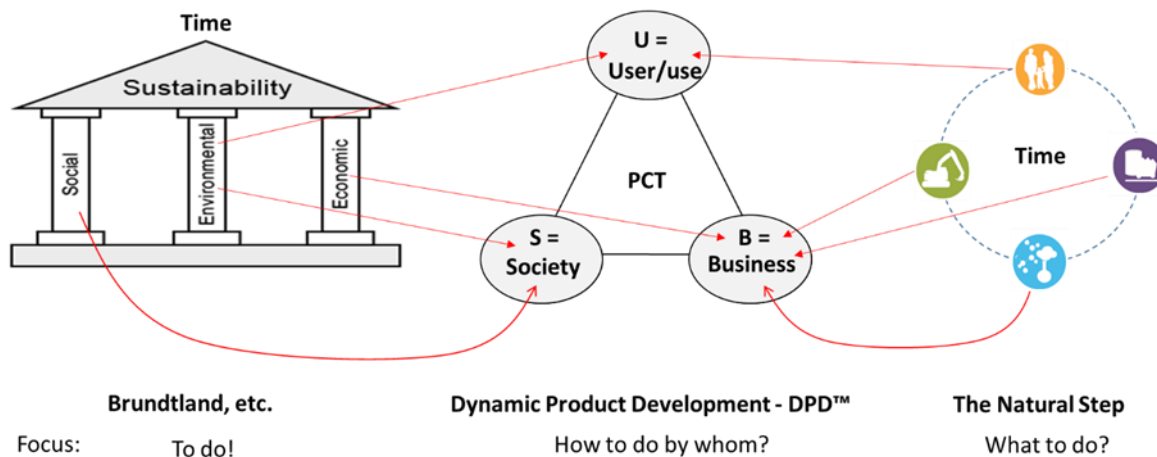 Time
Sustainability
Social
Environmental
Economic
U =
User/use
PCT
S =
Society
B =
Business
Time
Brundtland, etc.
Dynamic Product Development - DPD™
The Natural Step
Focus:
To do!
How to do by whom?
What to do?